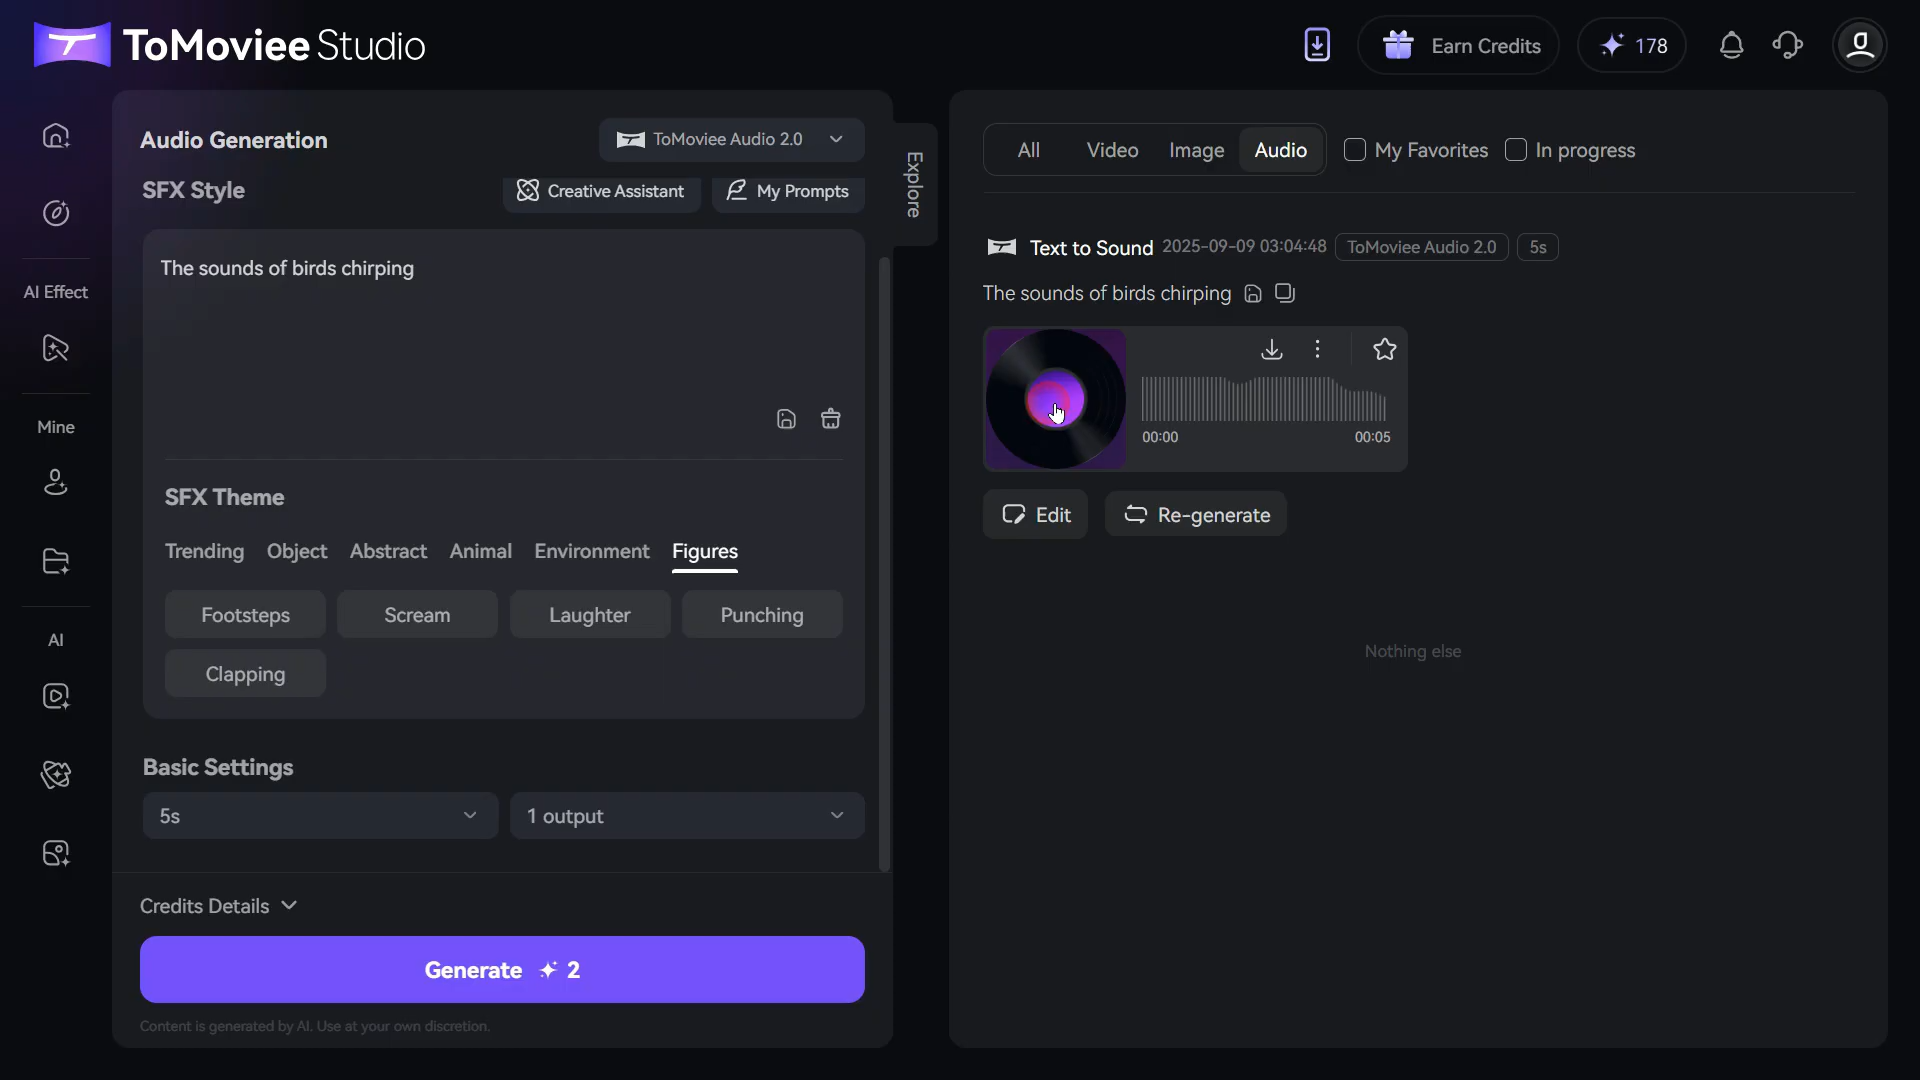 ToMoviee Studio
Earn Credits
178
AI Effect
Mine
AI
Audio Generation
ToMoviee Audio 2.0
SFX Style
Creative Assistant
My Prompts
The sounds of birds chirping
SFX Theme
Trending Object Abstract Animal Environment Figures
Footsteps Scream Laughter Punching
Clapping
Basic Settings
5s
1 output
Credits Details
Generate 2
Content is generated by AI. Use at your own discretion.
Explore
All Video Image Audio
My Favorites
In progress
Text to Sound 2025-09-09 03:04:48 ToMoviee Audio 2.0 5s
The sounds of birds chirping
00:00 00:05
Edit
Re-generate
Nothing else